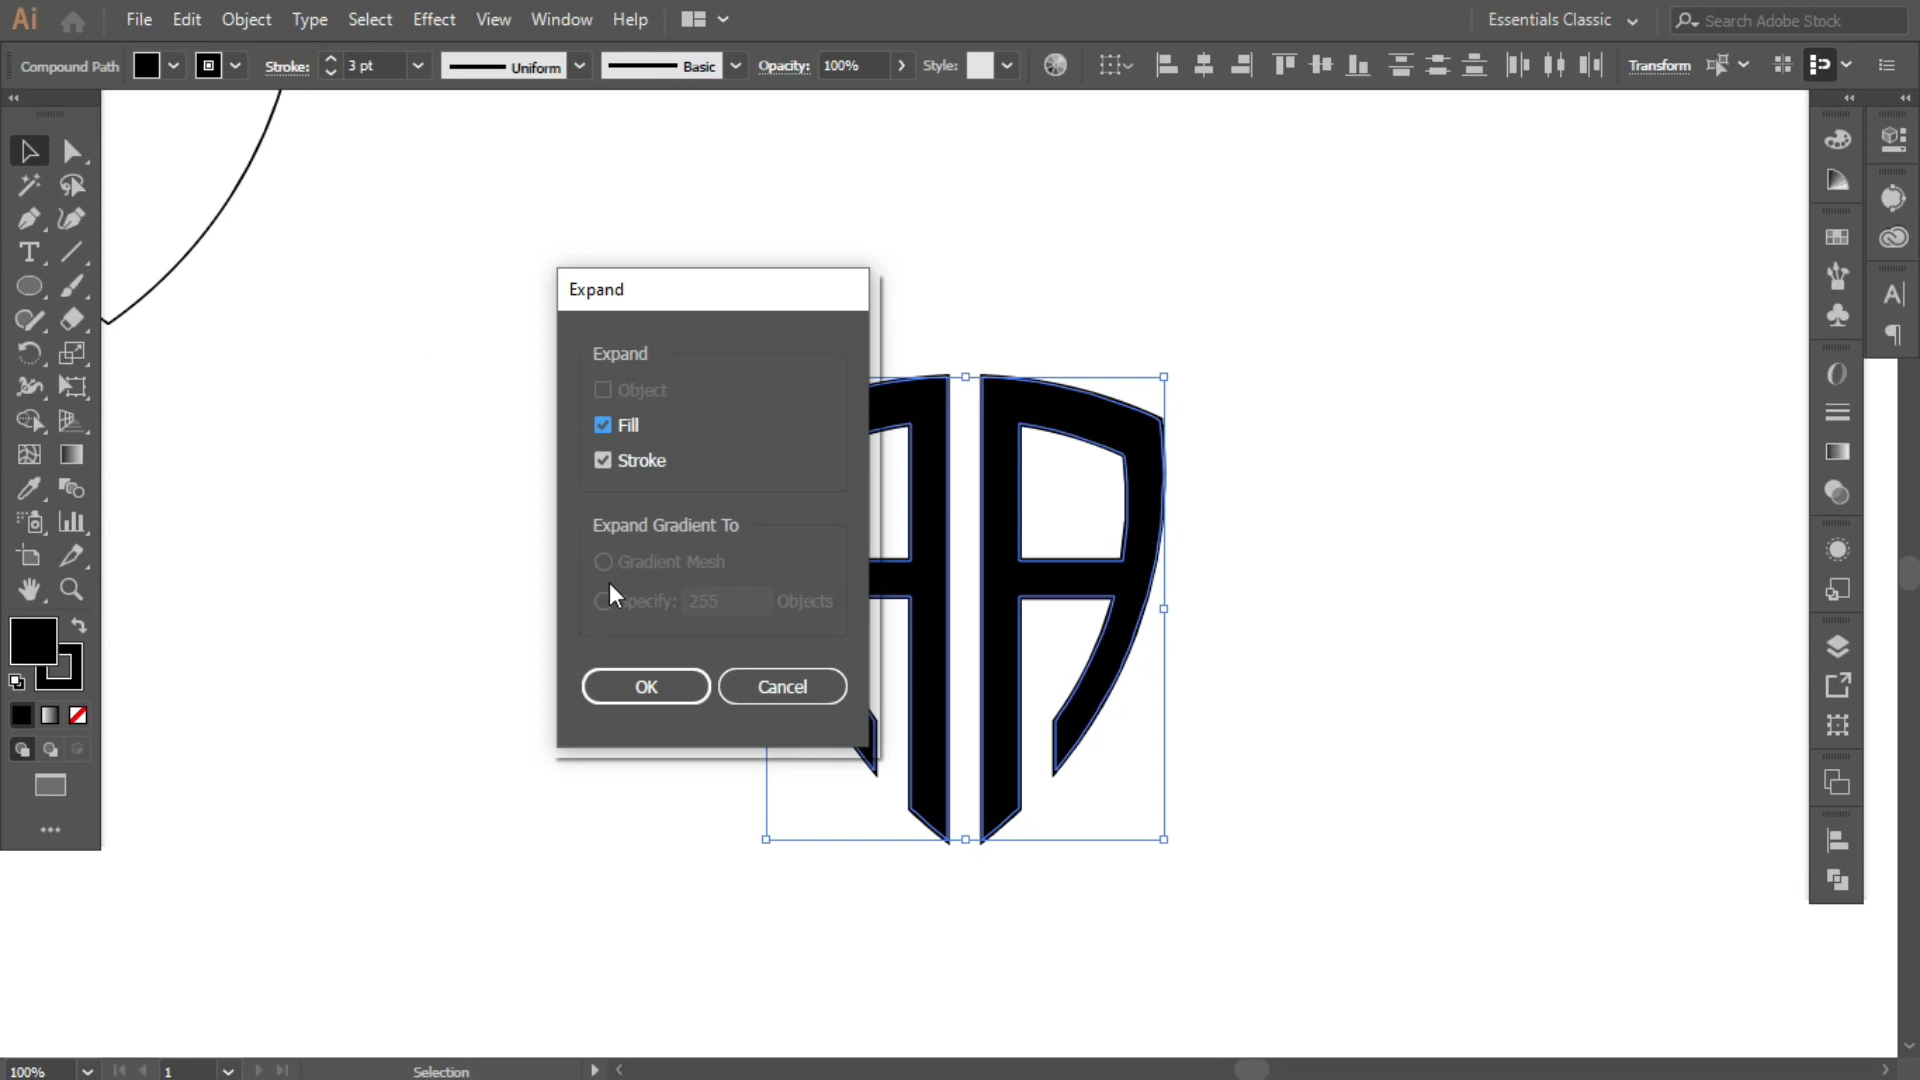 Ai File Edit Object Type Select Effect View Window Help Essentials Classic Search Adobe Stock
Compound Path Stroke: 3 pt Uniform Basic Opacity: 100% Style: Transform
Expand
Expand
Object
Fill
Stroke
Expand Gradient To
Gradient Mesh
Specify: 255 Objects
OK Cancel
100% 1 Selection